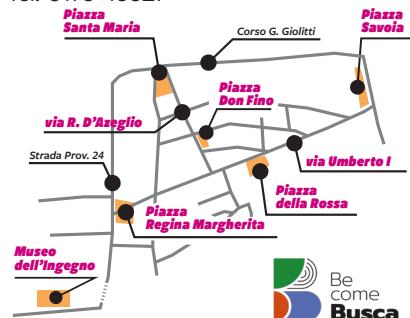 Piazza
Santa Maria
Corso G. Giolitti
Piazza
Savoia
Piazza
Don Fino
via R. D'Azeglio
Strada Prov. 24
via Umberto I
Piazza
della Rossa
Piazza
Regina Margherita
Museo
dell'Ingegno
Be
come
Busca